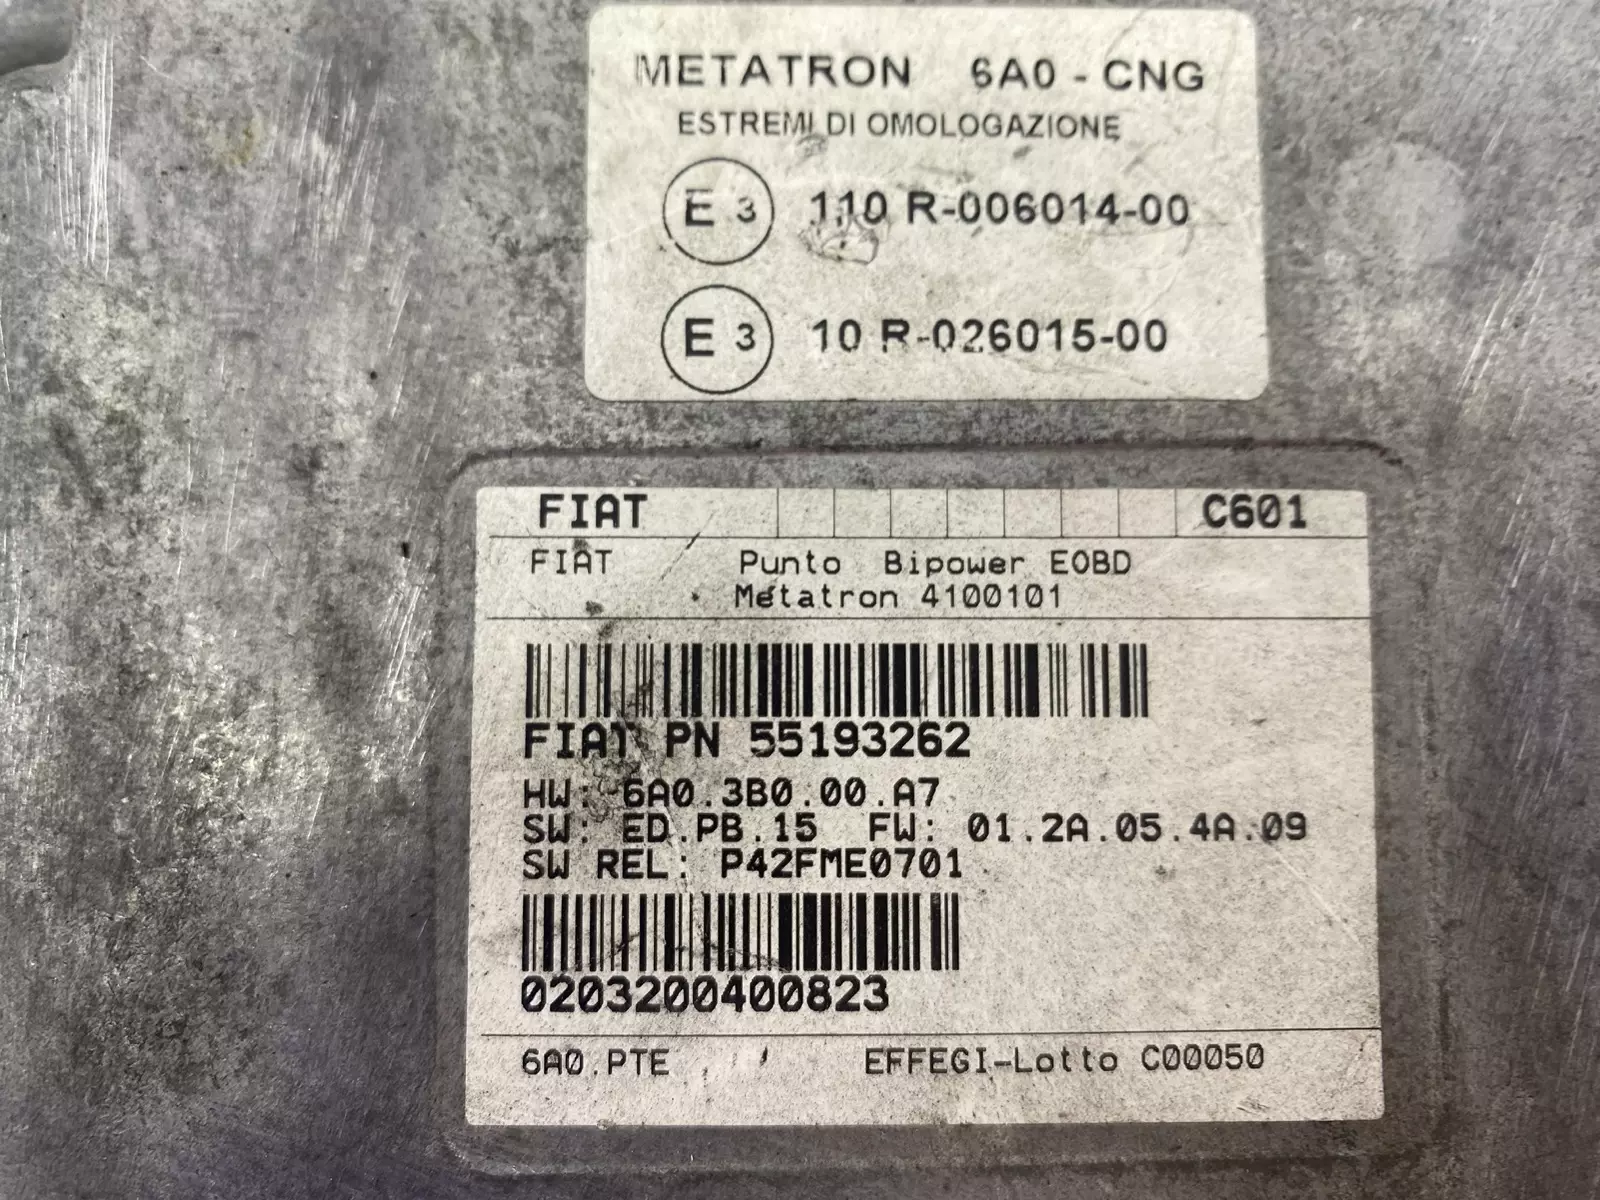 METATRON 6A0 - CNG
ESTREMI DI OMOLOGAZIONE
E 3 110 R-006014-00
E 3 10 R-026015-00
FIAT C601
FIAT Punto Bipower EOBD
Metatron 4100101
FIAT PN 55193262
HW: 6A0.3B0.00.A7
SW: ED.PB.15 FW: 01.2A.05.4A.09
SW REL: P42FME0701
0203200400823
6A0.PTE EFFEGI-Lotto C00050